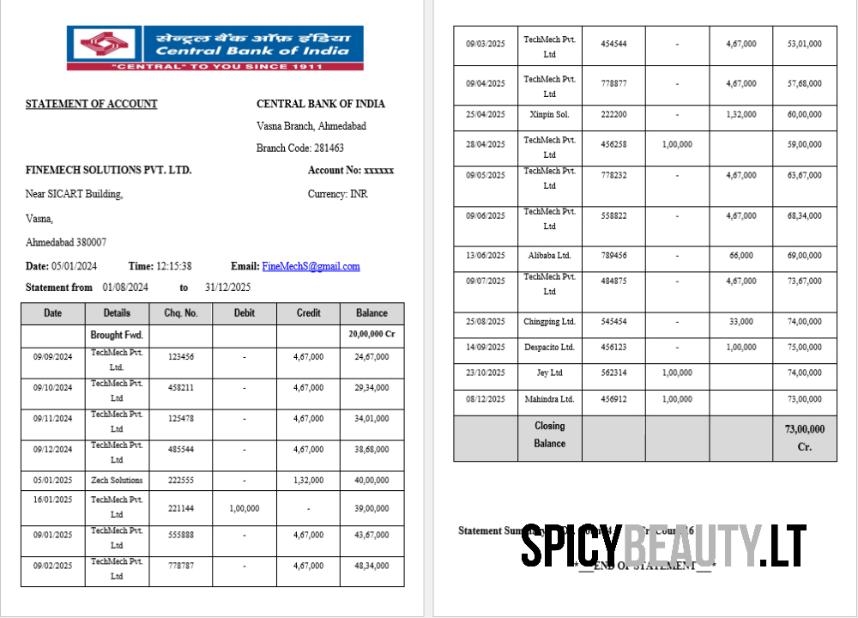 सेन्ट्रल बैंक ऑफ़ इंडिया
Central Bank of India
"CENTRAL" TO YOU SINCE 1911
STATEMENT OF ACCOUNT CENTRAL BANK OF INDIA
Vasna Branch, Ahmedabad
Branch Code: 281463
FINEMECH SOLUTIONS PVT. LTD. Account No: xxxxxx
Near SICART Building, Currency: INR
Vasna,
Ahmedabad 380007
Date: 05/01/2024 Time: 12:15:38 Email: FineMechS@gmail.com
Statement from 01/08/2024 to 31/12/2025
Date Details Chq. No. Debit Credit Balance
Brought Fwd. 20,00,000 Cr
09/09/2024 TechMech Pvt. Ltd. 123456 - 4,67,000 24,67,000
09/10/2024 TechMech Pvt. Ltd 458211 - 4,67,000 29,34,000
09/11/2024 TechMech Pvt. Ltd 125478 - 4,67,000 34,01,000
09/12/2024 TechMech Pvt. Ltd 485544 - 4,67,000 38,68,000
05/01/2025 Zech Solutions 222555 - 1,32,000 40,00,000
16/01/2025 TechMech Pvt. Ltd 221144 1,00,000 - 39,00,000
09/01/2025 TechMech Pvt. Ltd 555888 - 4,67,000 43,67,000
09/02/2025 TechMech Pvt. Ltd 778787 - 4,67,000 48,34,000
09/03/2025 TechMech Pvt. Ltd 454544 - 4,67,000 53,01,000
09/04/2025 TechMech Pvt. Ltd 778877 - 4,67,000 57,68,000
25/04/2025 Xinpin Sol. 222200 - 1,32,000 60,00,000
28/04/2025 TechMech Pvt. Ltd 456258 1,00,000 59,00,000
09/05/2025 TechMech Pvt. Ltd 778232 - 4,67,000 63,67,000
09/06/2025 TechMech Pvt. Ltd 558822 - 4,67,000 68,34,000
13/06/2025 Alibaba Ltd. 789456 - 66,000 69,00,000
09/07/2025 TechMech Pvt. Ltd 484875 - 4,67,000 73,67,000
25/08/2025 Chingping Ltd. 545454 - 33,000 74,00,000
14/09/2025 Despacito Ltd. 456123 - 1,00,000 75,00,000
23/10/2025 Jey Ltd 562314 1,00,000 74,00,000
08/12/2025 Mahindra Ltd. 456912 1,00,000 73,00,000
Closing Balance 73,00,000 Cr.
Statement
SPICYBEAUTY.LT
*__END OF STATEMENT__*